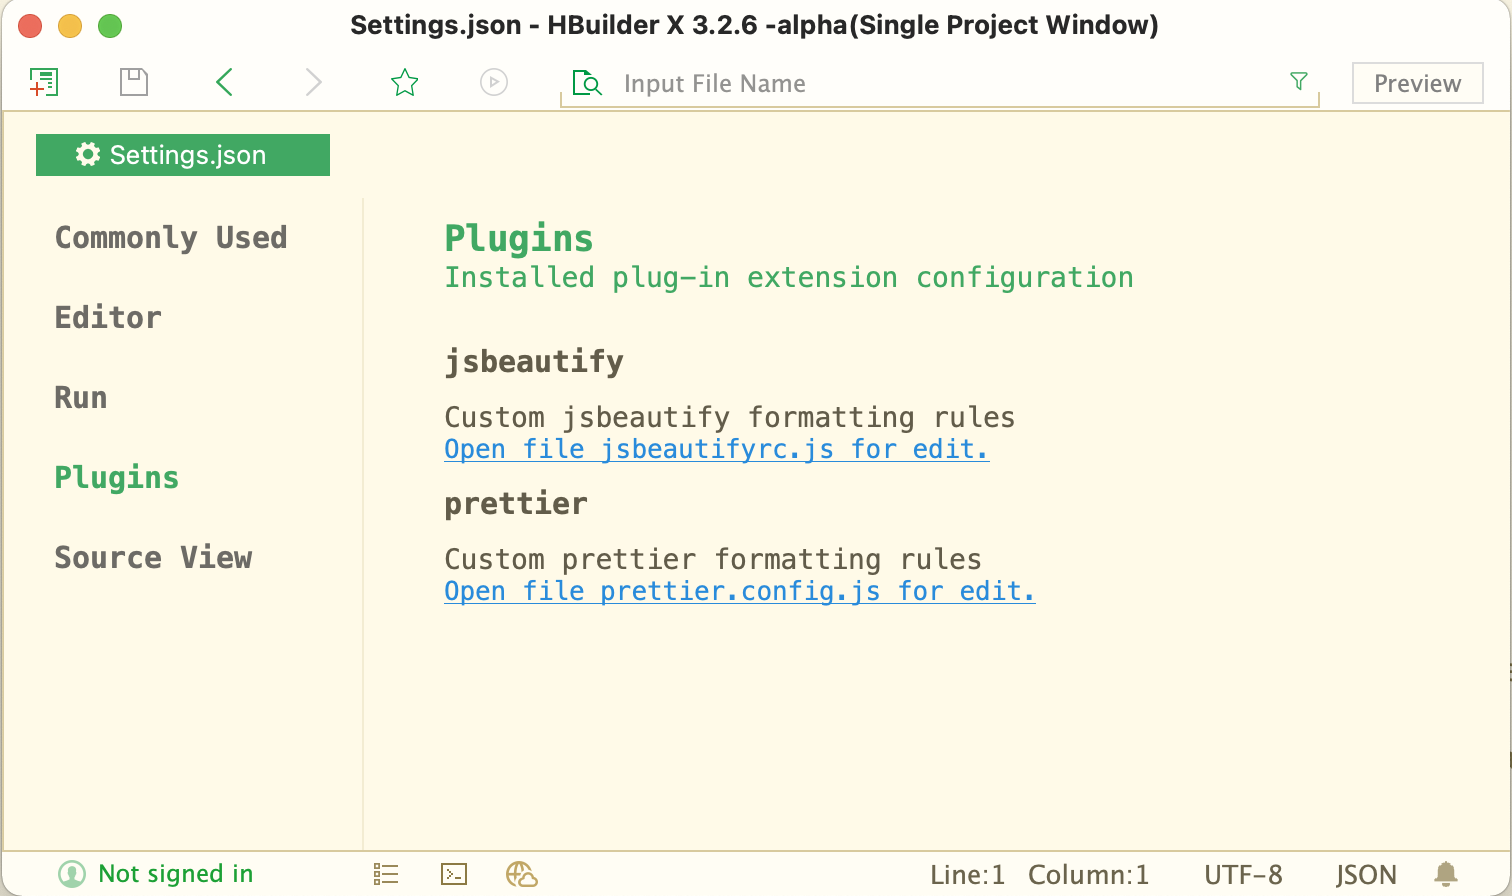 Settings.json - HBuilder X 3.2.6 -alpha(Single Project Window)
Input File Name
Preview
Settings.json
Commonly Used
Editor
Run
Plugins
Source View
Plugins
Installed plug-in extension configuration
jsbeautify
Custom jsbeautify formatting rules
Open file jsbeautifyrc.js for edit.
prettier
Custom prettier formatting rules
Open file prettier.config.js for edit.
Not signed in
Line:1 Column:1 UTF-8 JSON